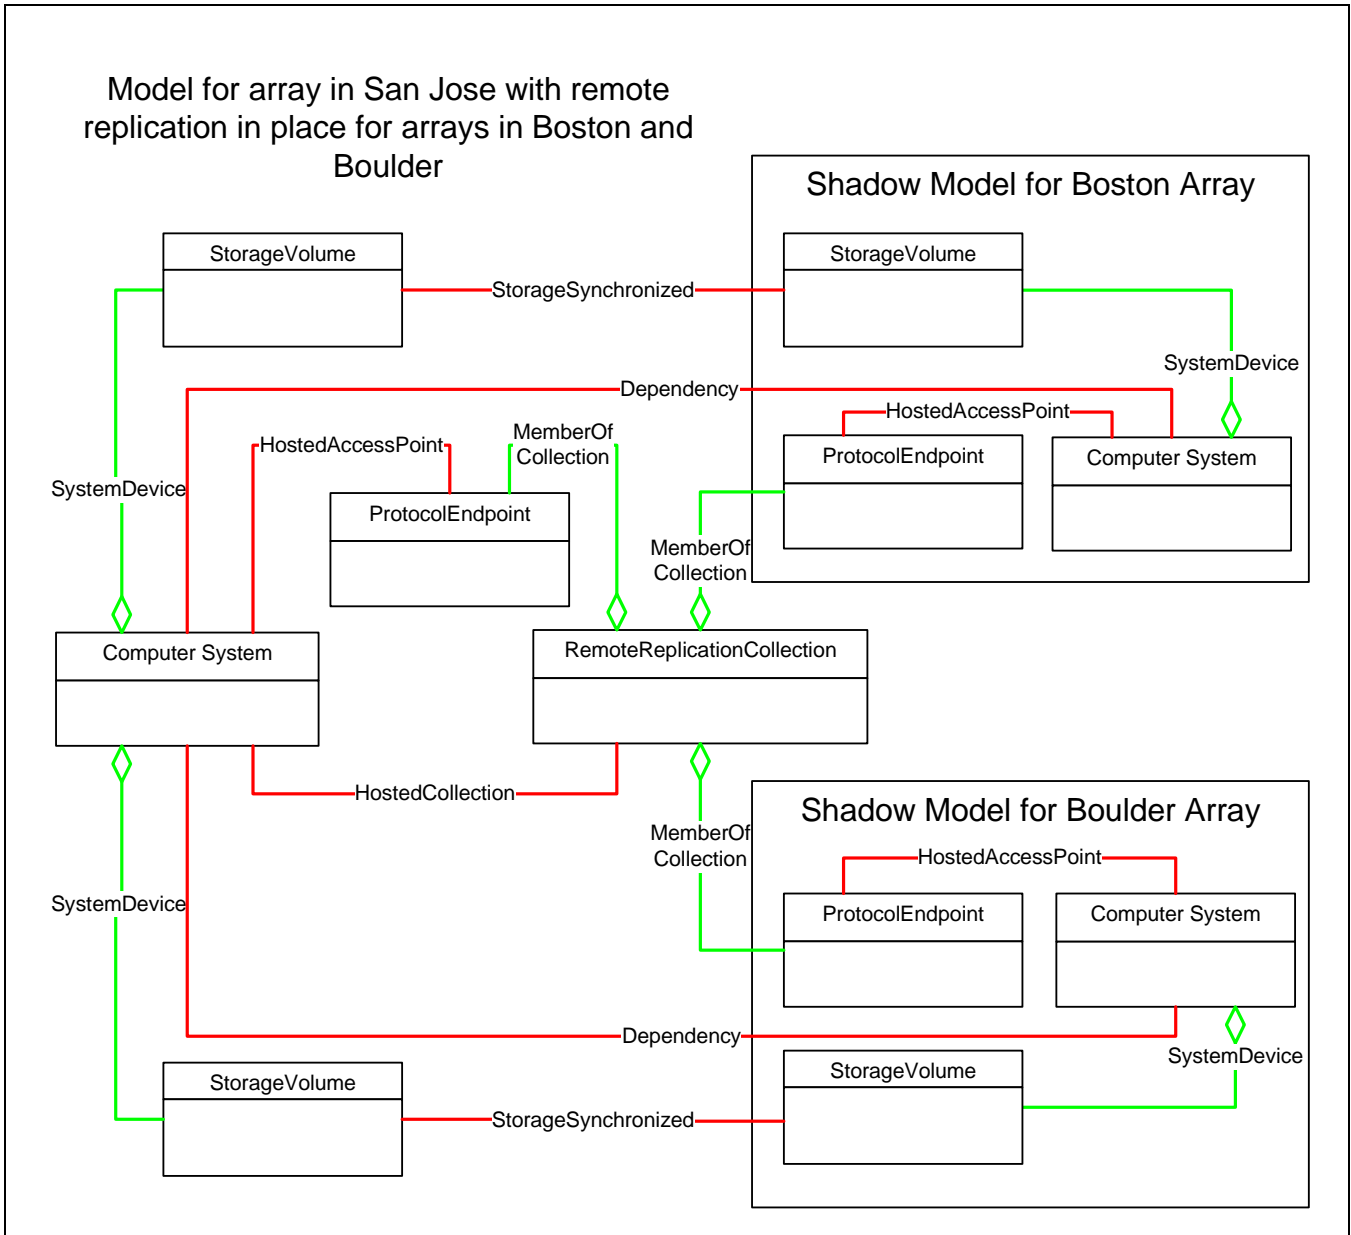 Model for array in San Jose with remote
replication in place for arrays in Boston and
Boulder
Shadow Model for Boston Array
StorageVolume
StorageVolume
StorageSynchronized
SystemDevice
Dependency
HostedAccessPoint
MemberOf
Collection
HostedAccessPoint
ProtocolEndpoint
Computer System
SystemDevice
ProtocolEndpoint
MemberOf
Collection
Computer System
RemoteReplicationCollection
HostedCollection
Shadow Model for Boulder Array
MemberOf
Collection
HostedAccessPoint
SystemDevice
ProtocolEndpoint
Computer System
Dependency
SystemDevice
StorageVolume
StorageVolume
StorageSynchronized